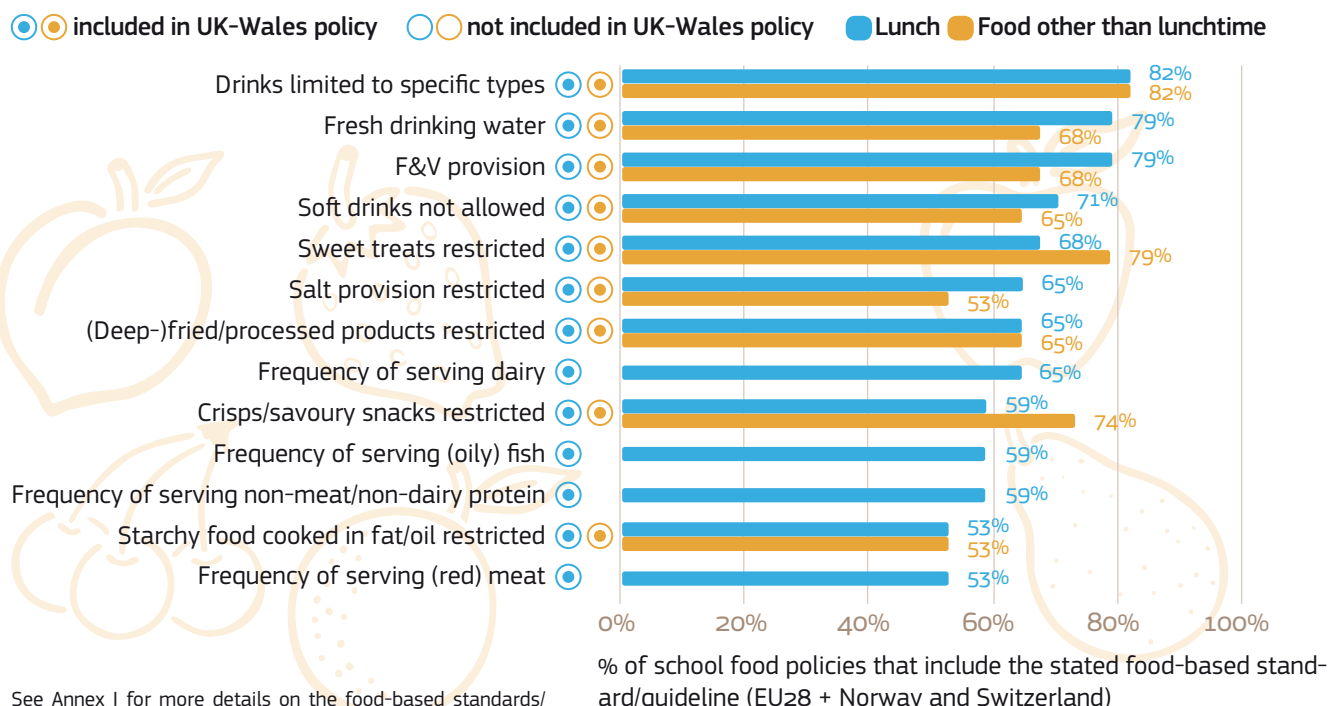 included in UK-Wales policy not included in UK-Wales policy Lunch Food other than lunchtime
Drinks limited to specific types 82%
82%
Fresh drinking water 79%
68%
F&V provision 79%
68%
Soft drinks not allowed 71%
65%
Sweet treats restricted 68%
79%
Salt provision restricted 65%
53%
(Deep-)fried/processed products restricted 65%
65%
Frequency of serving dairy 65%
Crisps/savoury snacks restricted 59%
74%
Frequency of serving (oily) fish 59%
Frequency of serving non-meat/non-dairy protein 59%
Starchy food cooked in fat/oil restricted 53%
53%
Frequency of serving (red) meat 53%
0% 20% 40% 60% 80% 100%
% of school food policies that include the stated food-based stand-
ard/guideline (EU28 + Norway and Switzerland)
See Annex I for more details on the food-based standards/